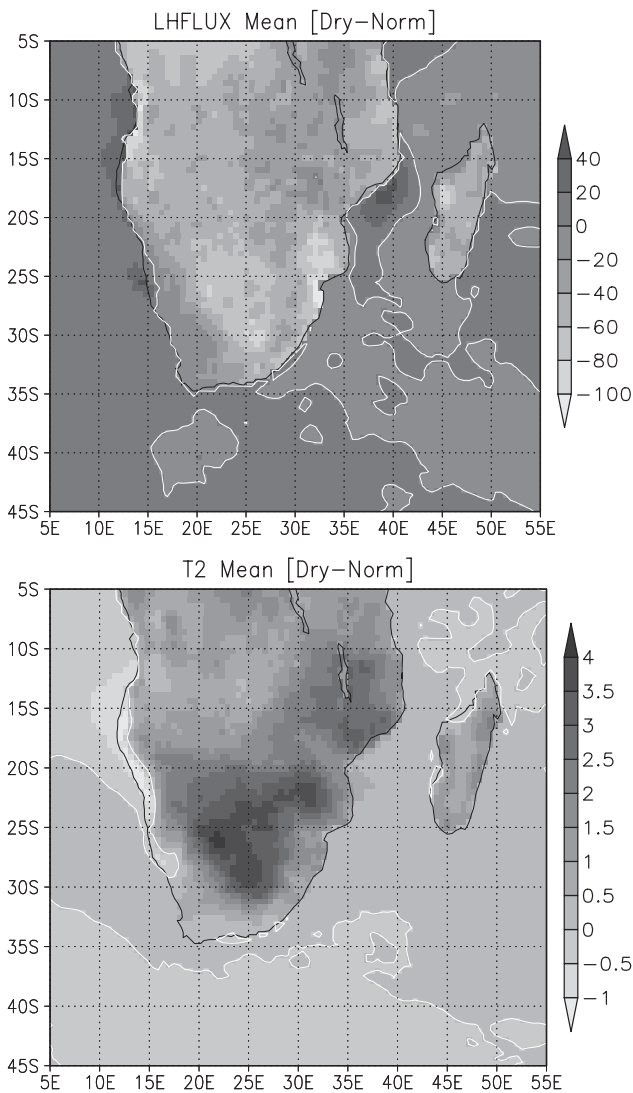 LHFLUX Mean [Dry−Norm]
5S
10S
15S
20S
25S
30S
35S
40S
45S
5E 10E 15E 20E 25E 30E 35E 40E 45E 50E 55E
40
20
0
−20
−40
−60
−80
−100
T2 Mean [Dry−Norm]
5S
10S
15S
20S
25S
30S
35S
40S
45S
5E 10E 15E 20E 25E 30E 35E 40E 45E 50E 55E
4
3.5
3
2.5
2
1.5
1
0.5
0
−0.5
−1